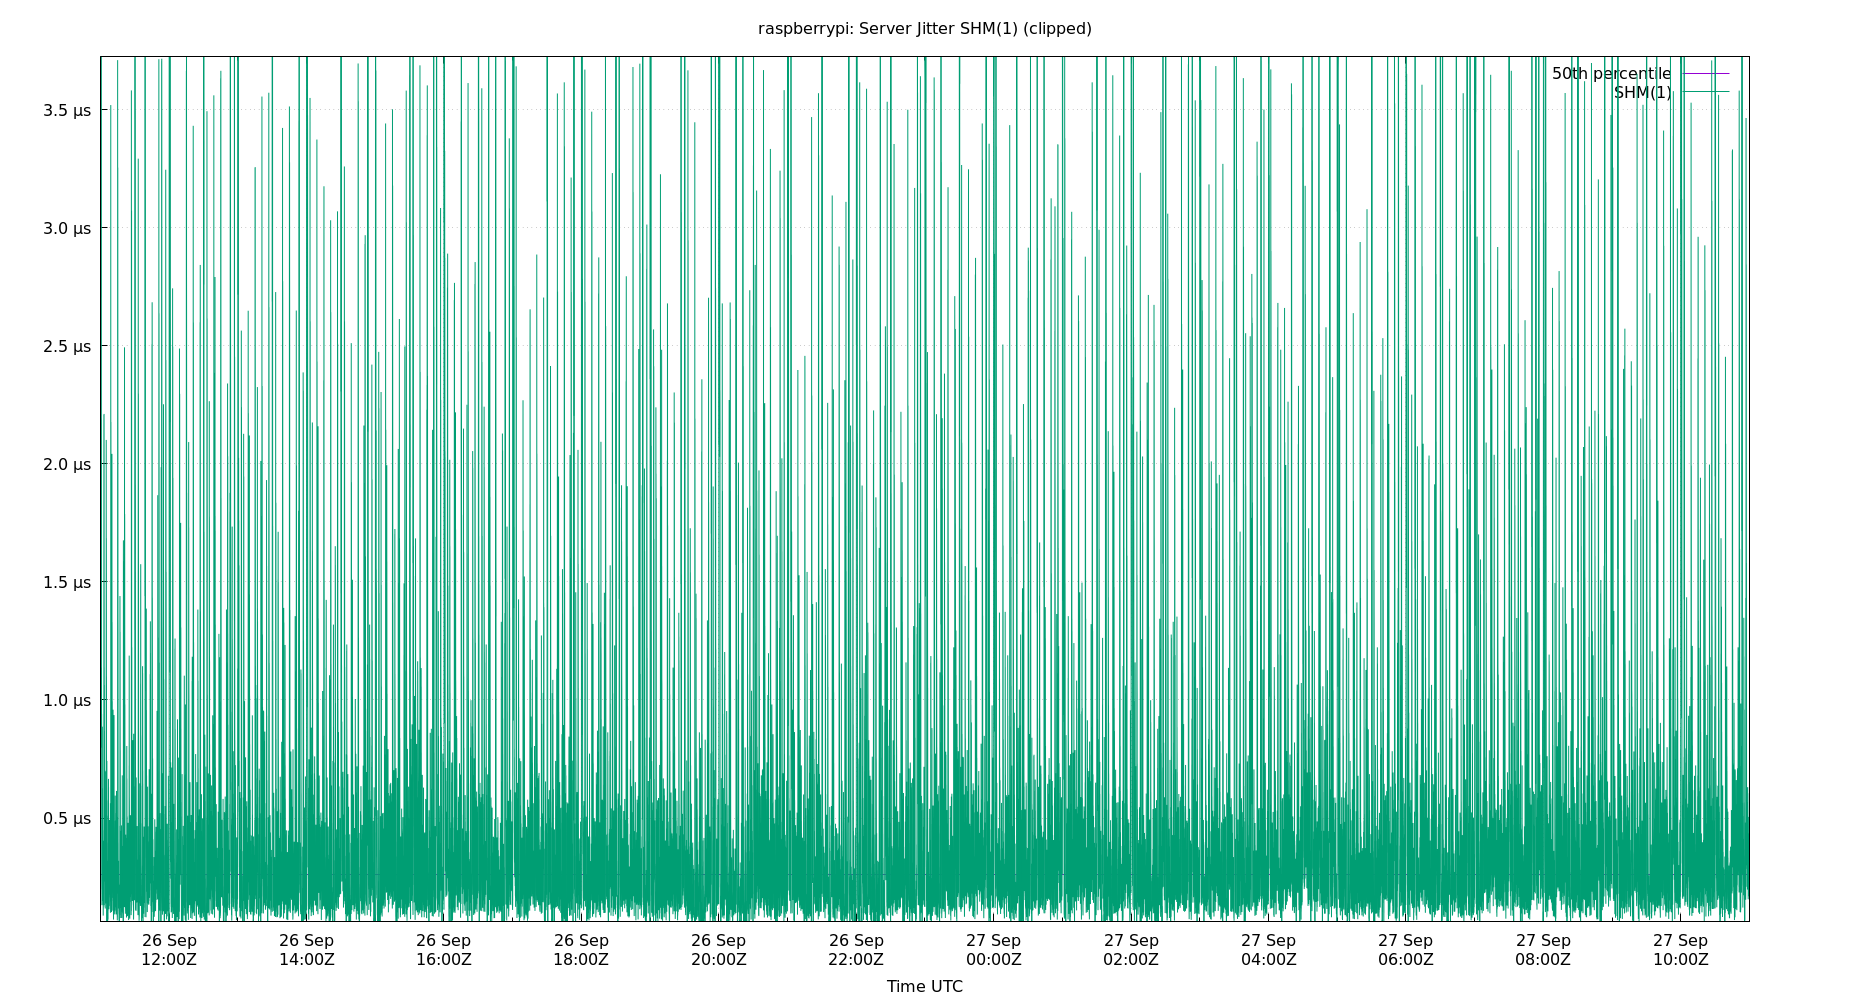 raspberrypi: Server Jitter SHM(1) (clipped)
50th percentile
SHM(1)
3.5 µs
3.0 µs
2.5 µs
2.0 µs
1.5 µs
1.0 µs
0.5 µs
26 Sep 26 Sep 26 Sep 26 Sep 26 Sep 26 Sep 27 Sep 27 Sep 27 Sep 27 Sep 27 Sep 27 Sep
12:00Z 14:00Z 16:00Z 18:00Z 20:00Z 22:00Z 00:00Z 02:00Z 04:00Z 06:00Z 08:00Z 10:00Z
Time UTC